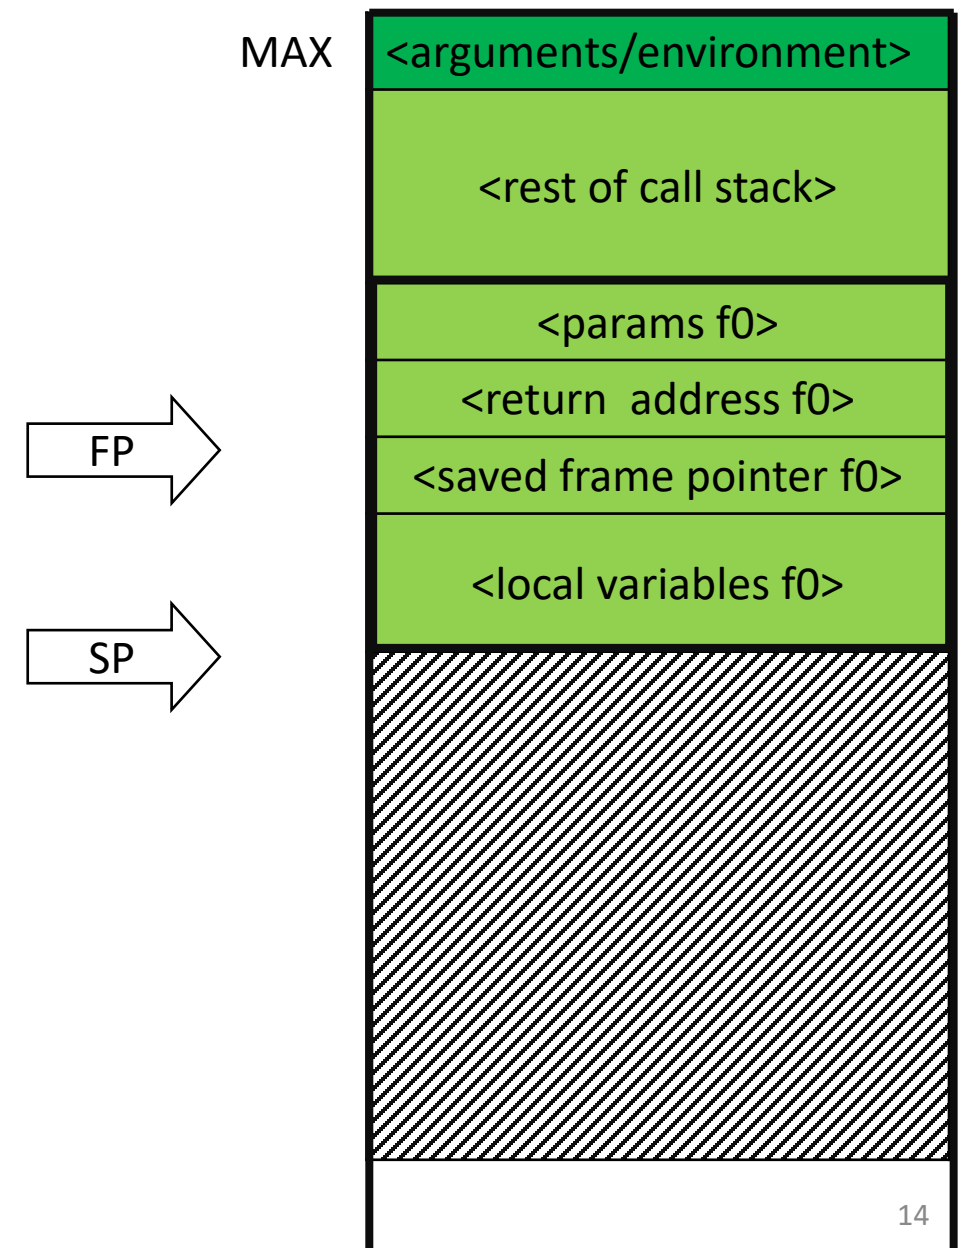 MAX
<arguments/environment>
<rest of call stack>
<params f0>
<return  address f0>
FP
<saved frame pointer f0>
<local variables f0>
SP
14